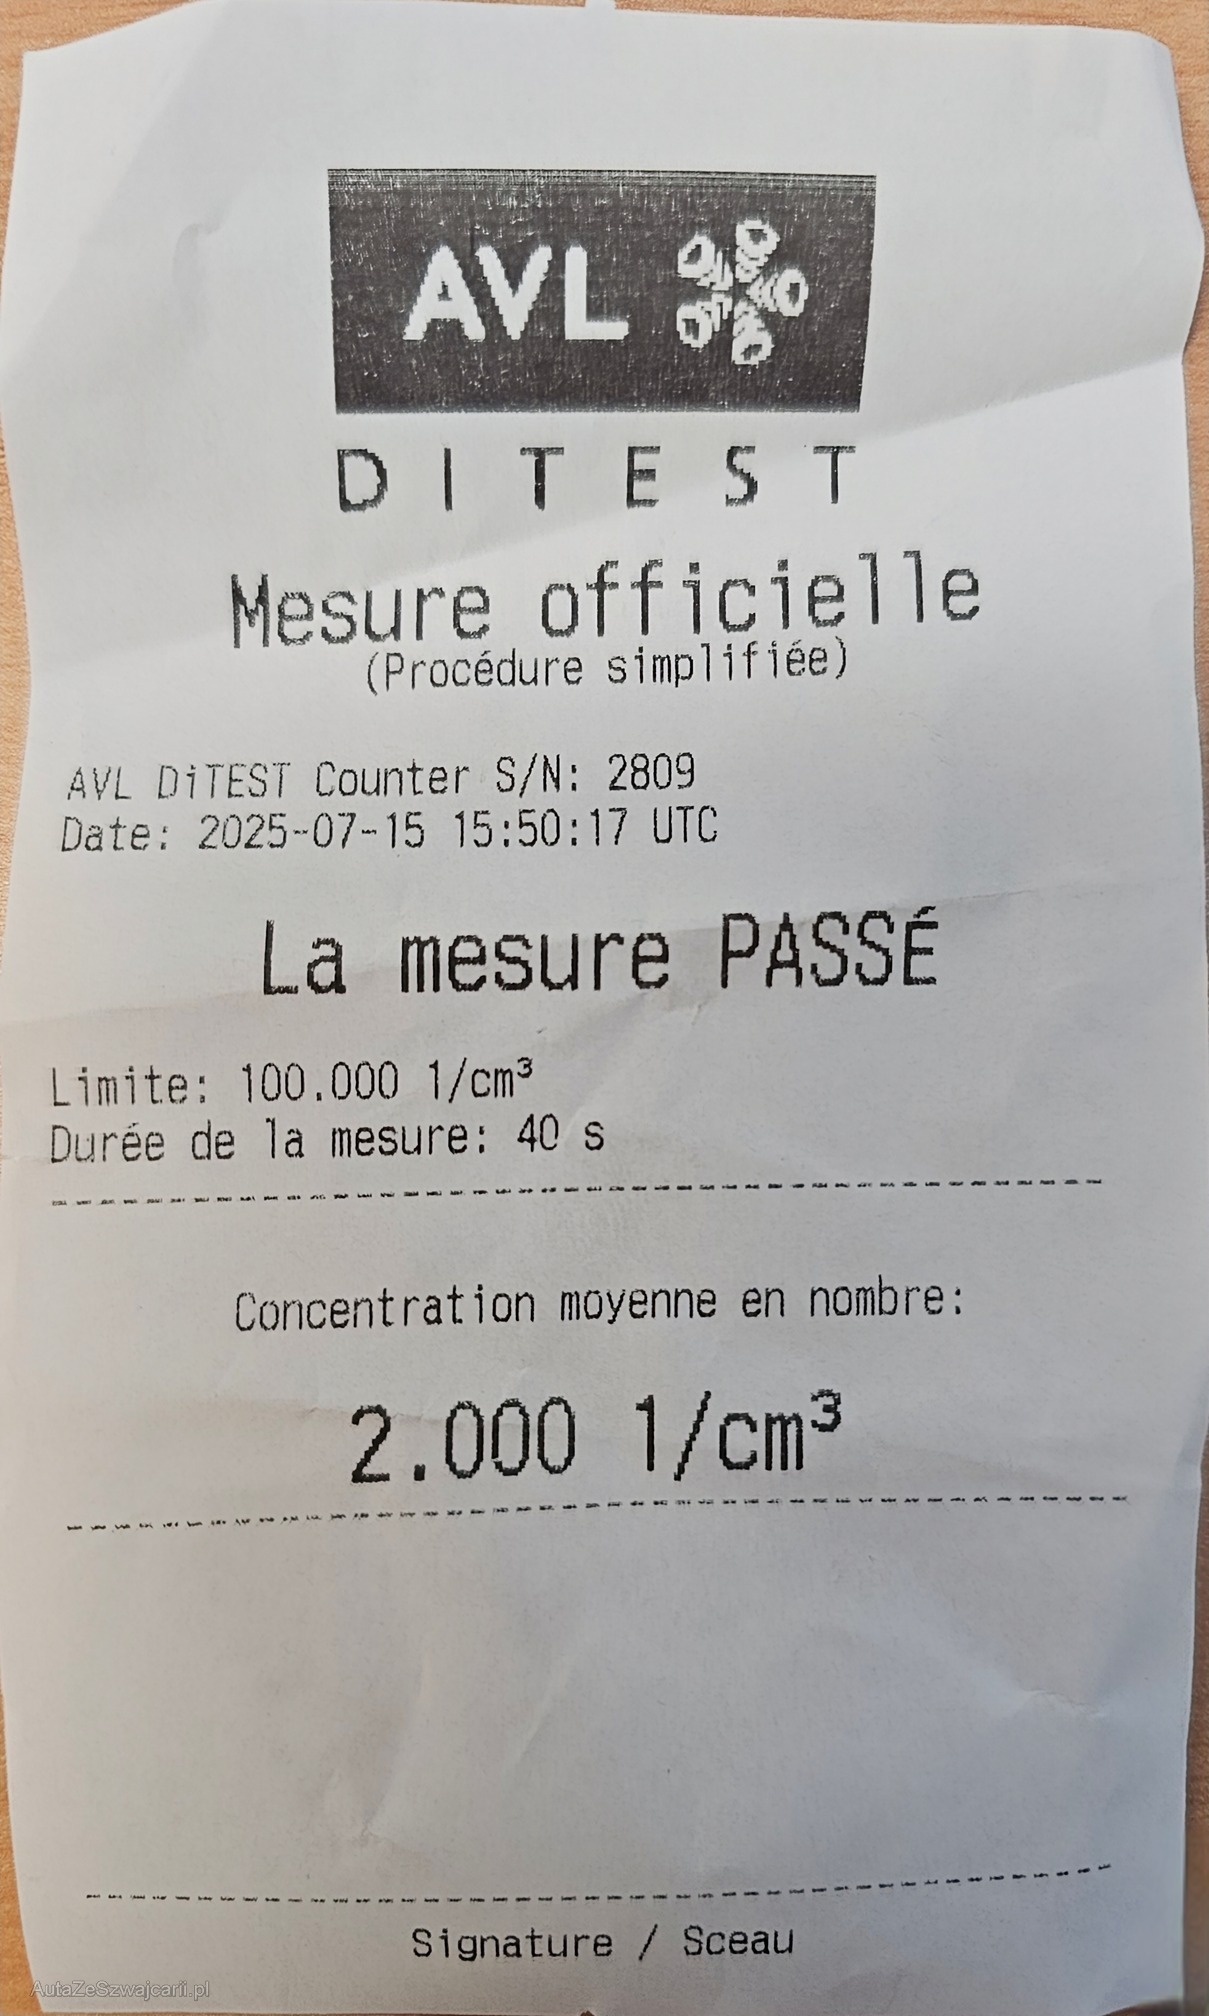 AVL
DITEST
Mesure officielle
(Procédure simplifiée)
AVL DiTEST Counter S/N: 2809
Date: 2025-07-15 15:50:17 UTC
La mesure PASSÉ
Limite: 100.000 1/cm³
Durée de la mesure: 40 s
Concentration moyenne en nombre:
2.000 1/cm³
Signature / Sceau
AutaZeSzwajcarii.pl